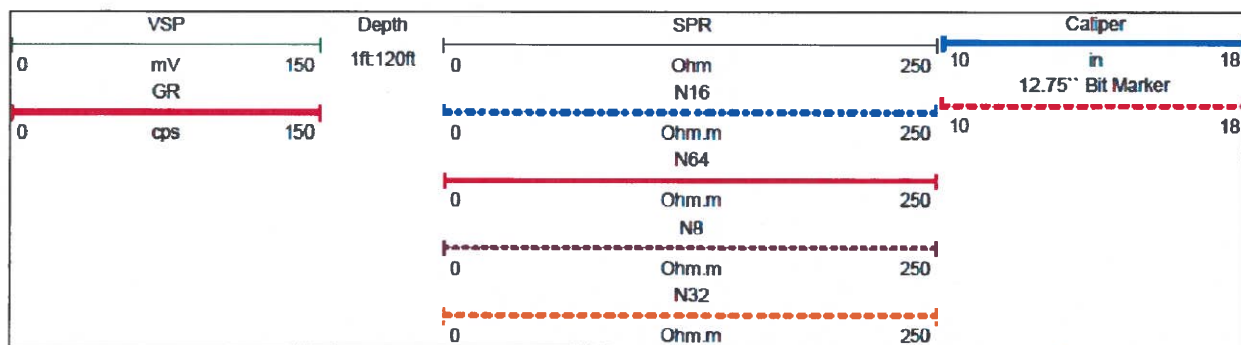 VSP Depth SPR Caliper
0 mV 150 1ft:120ft 0 Ohm 250 10 in 18
GR N16 12.75`` Bit Marker
0 cps 150 0 Ohm.m 250 10 18
N64
0 Ohm.m 250
N8
0 Ohm.m 250
N32
0 Ohm.m 250